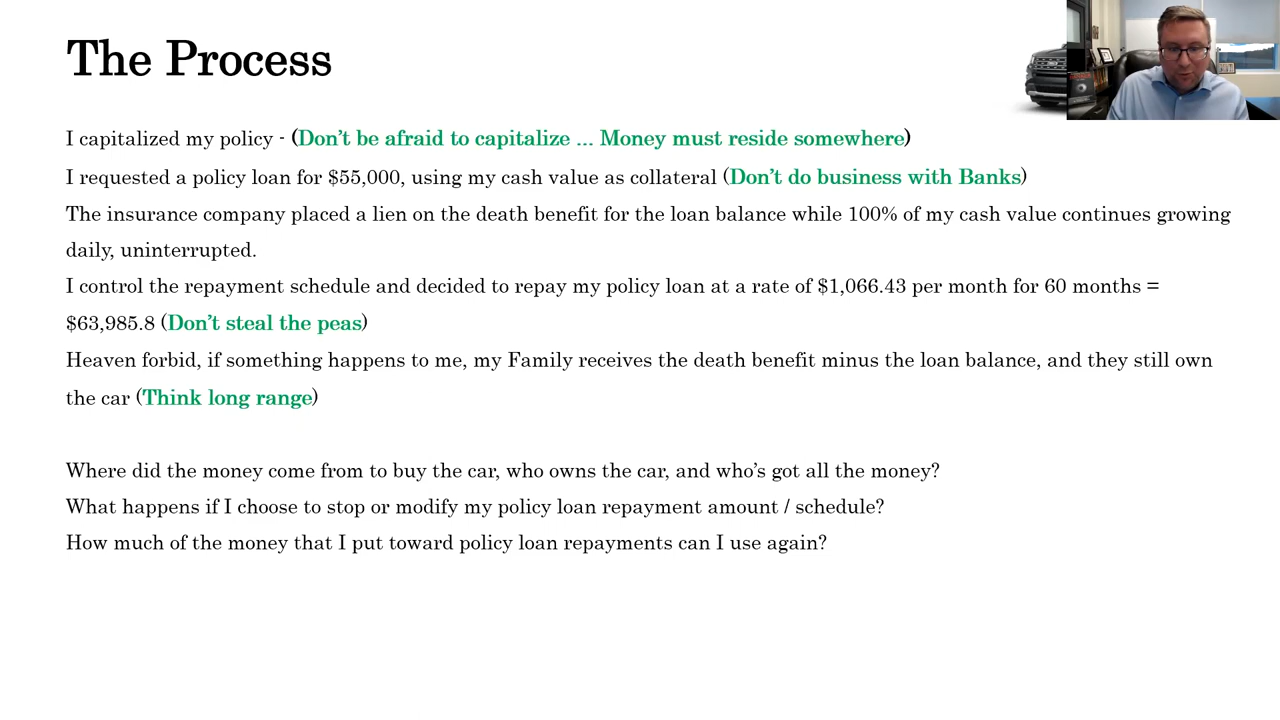 The Process
I capitalized my policy - (Don't be afraid to capitalize ... Money must reside somewhere)
I requested a policy loan for $55,000, using my cash value as collateral (Don't do business with Banks)
The insurance company placed a lien on the death benefit for the loan balance while 100% of my cash value continues growing
daily, uninterrupted.
I control the repayment schedule and decided to repay my policy loan at a rate of $1,066.43 per month for 60 months =
$63,985.8 (Don't steal the peas)
Heaven forbid, if something happens to me, my Family receives the death benefit minus the loan balance, and they still own
the car (Think long range)
Where did the money come from to buy the car, who owns the car, and who's got all the money?
What happens if I choose to stop or modify my policy loan repayment amount / schedule?
How much of the money that I put toward policy loan repayments can I use again?